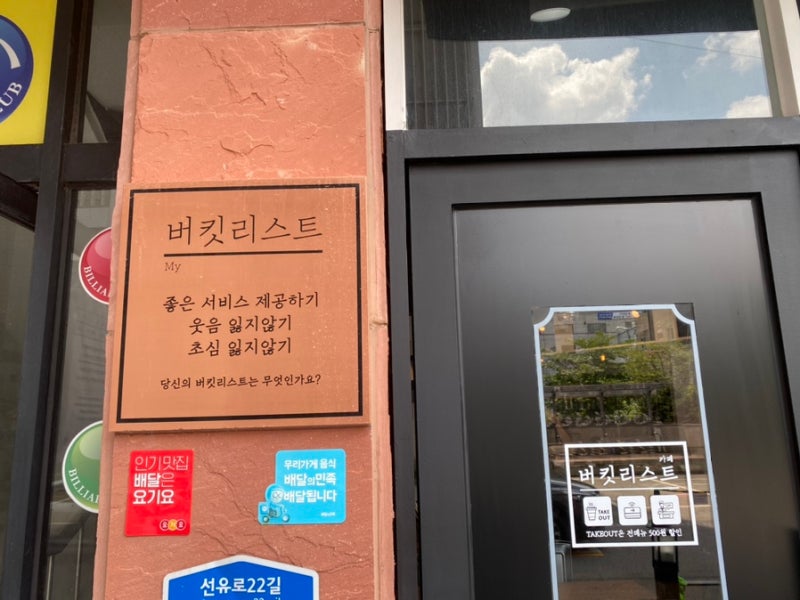 UB
버킷리스트
My
좋은 서비스 제공하기
웃음 잃지않기
초심 잃지않기
당신의 버킷리스트는 무엇인가요?
BILLIA
BILLIA
인기맛집
배달은
요기요
우리가게 음식
배달의민족
배달됩니다
선유로22길
카페
버킷리스트
TAKE
OUT
TAKEOUT은 전메뉴 500원 할인